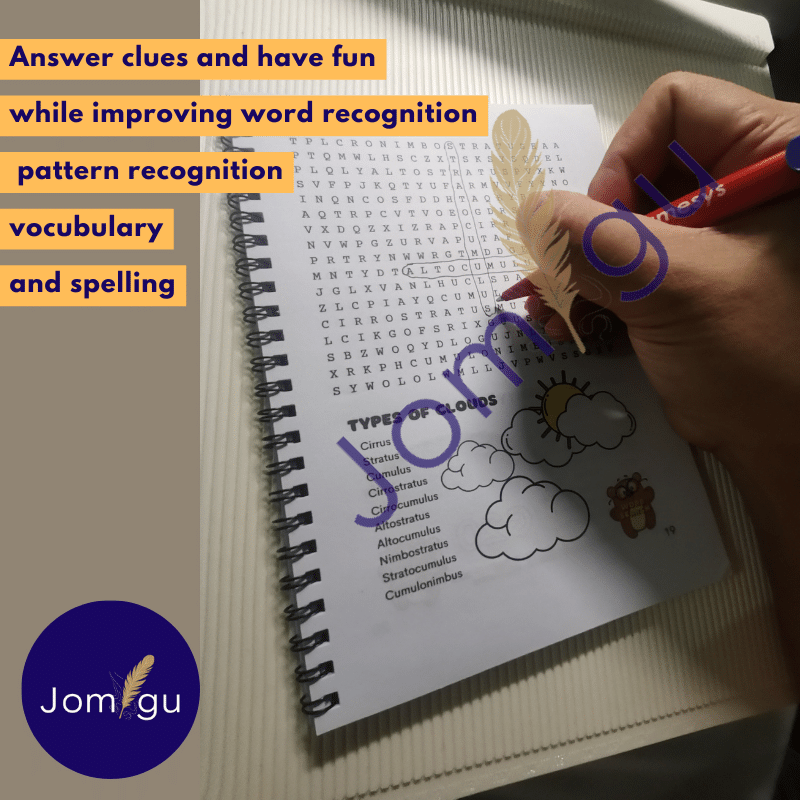 Answer clues and have fun
while improving word recognition
pattern recognition
vocubulary
and spelling
T P L C R O N I M B O S T R A
P T Q M W L H S C Z X T S K S
P L Q L Y A L T O S T R A T U S
S V F P J K Q T Y U F A R M
I N Q N C O S F D D H T A Q
A Q T R P C V T V O E
V X D Q Z X I Z R A P C I R
N V W P G Z U R V A P U T A
P R T R Y N W W R G T M D D
M N T Y D T A L T O C U M U L
J G L X V A N L H U C L S B A
Z L C P I A Y Q C U M U L
C I R R O S T R A T U S M U
L C I K G O F S R I X
S B Z W O Q Y D L O G U J N
X R K P H C U M U L O N I M
S Y W O L O L W M L L J V P W
TYPES OF CLOUDS
Cirrus
Stratus
Cumulus
Cirrostratus
Cirrocumulus
Altostratus
Altocumulus
Nimbostratus
Stratocumulus
Cumulonimbus
19
Jomigu
Jomigu